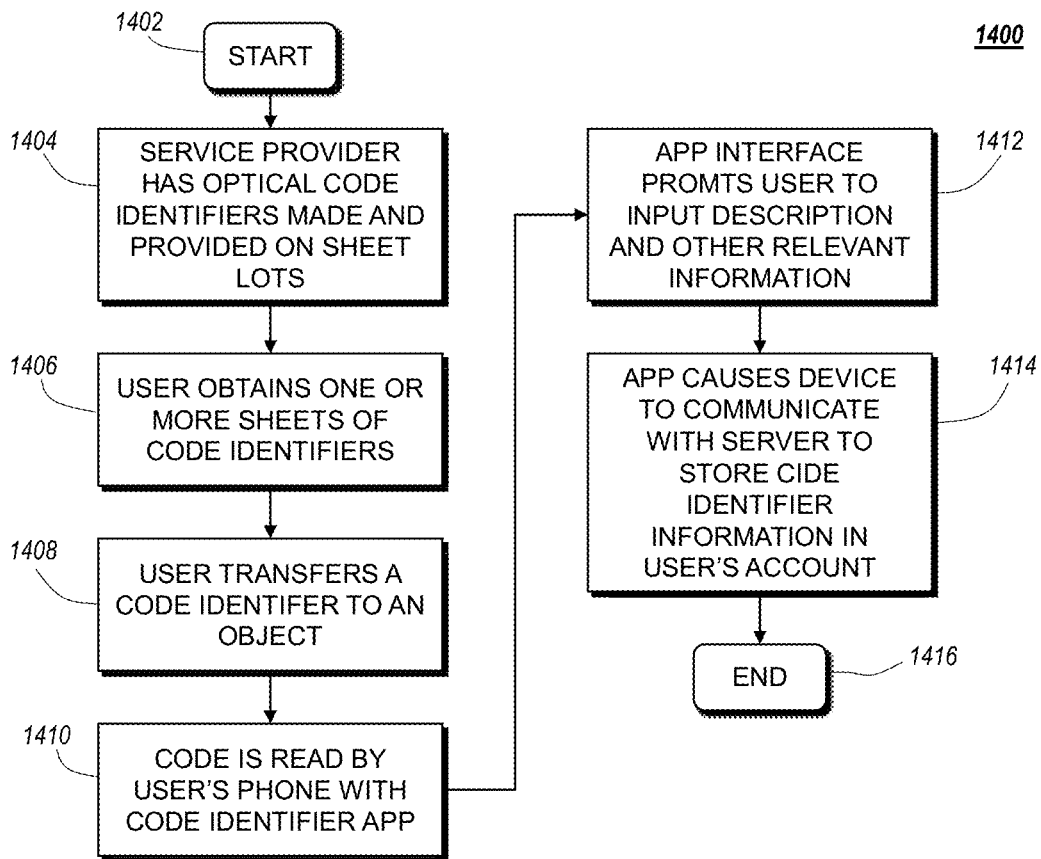 1402
START
1400
1404
SERVICE PROVIDER
HAS OPTICAL CODE
IDENTIFIERS MADE AND
PROVIDED ON SHEET
LOTS
1406
USER OBTAINS ONE OR
MORE SHEETS OF
CODE IDENTIFIERS
1408
USER TRANSFERS A
CODE IDENTIFER TO AN
OBJECT
1410
CODE IS READ BY
USER'S PHONE WITH
CODE IDENTIFIER APP
1412
APP INTERFACE
PROMTS USER TO
INPUT DESCRIPTION
AND OTHER RELEVANT
INFORMATION
1414
APP CAUSES DEVICE
TO COMMUNICATE
WITH SERVER TO
STORE CIDE
IDENTIFIER
INFORMATION IN
USER'S ACCOUNT
END
1416